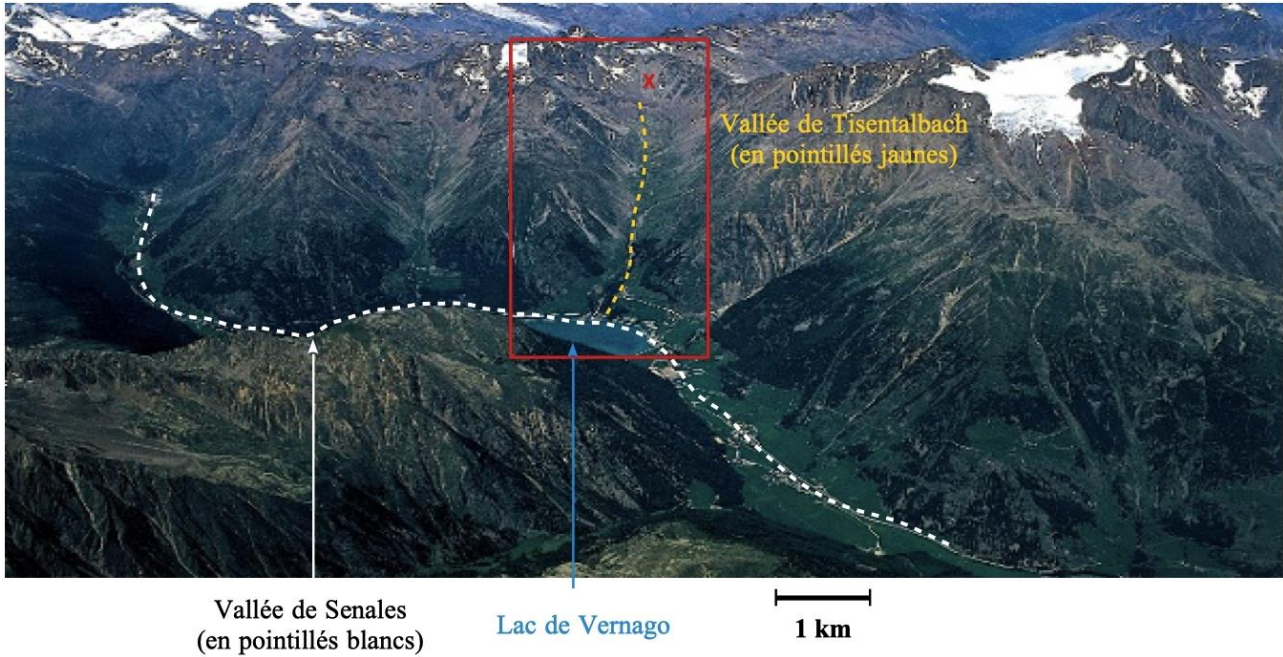 X
Vallée de Tisentalbach
(en pointillés jaunes)
Vallée de Senales
(en pointillés blancs)
Lac de Vernago
1 km